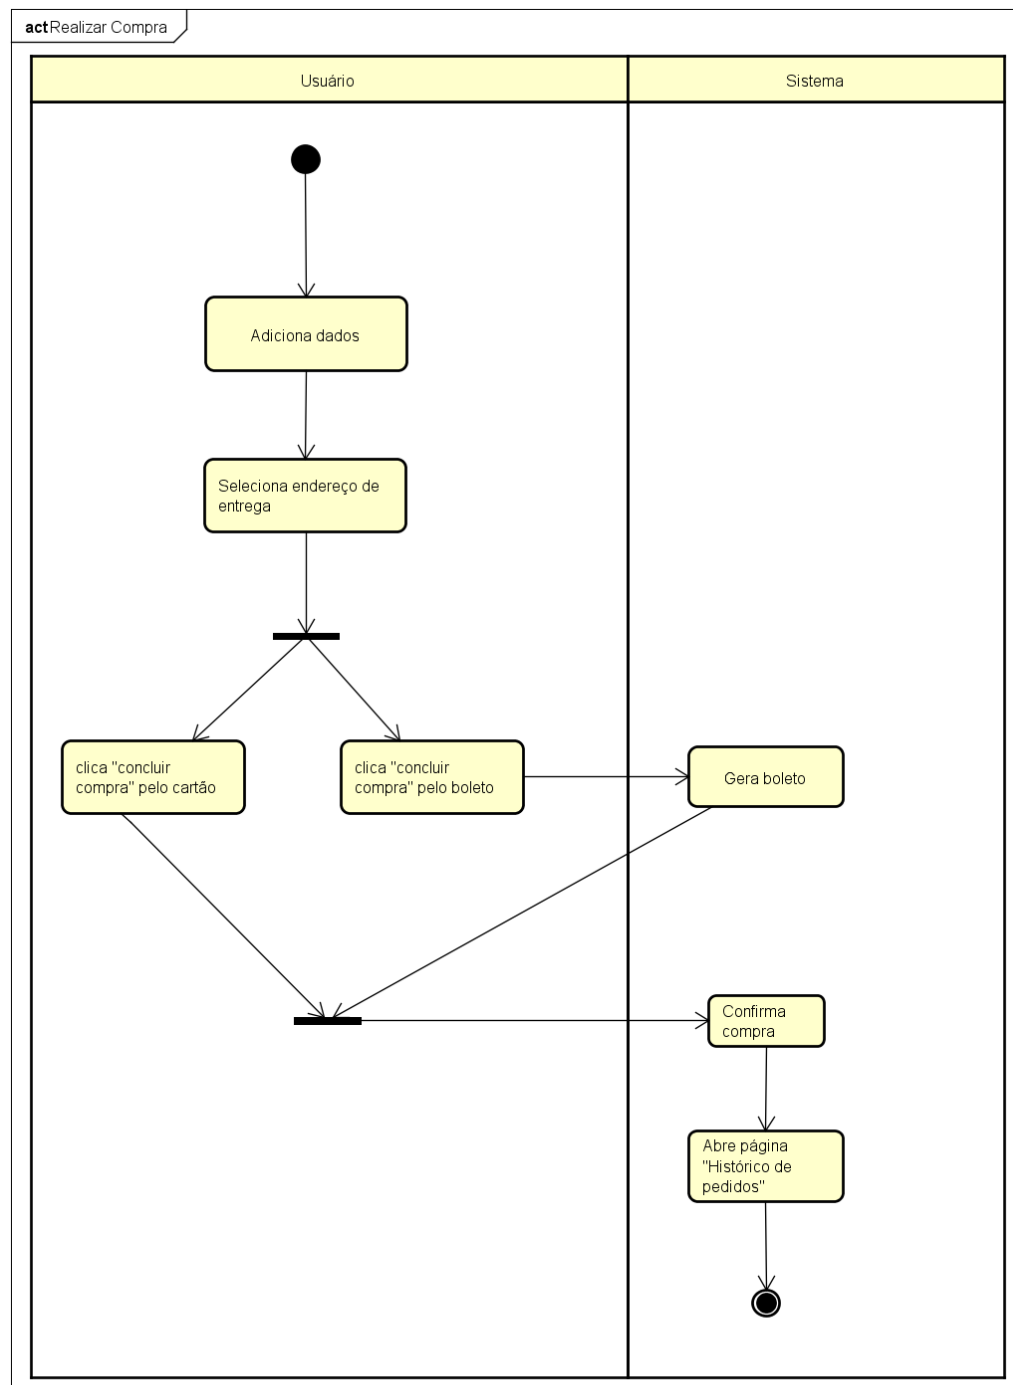 act Realizar Compra
Usuário
Sistema
Adiciona dados
Seleciona endereço de
entrega
clica "concluir
compra" pelo cartão
clica "concluir
compra" pelo boleto
Gera boleto
Confirma
compra
Abre página
"Histórico de
pedidos"